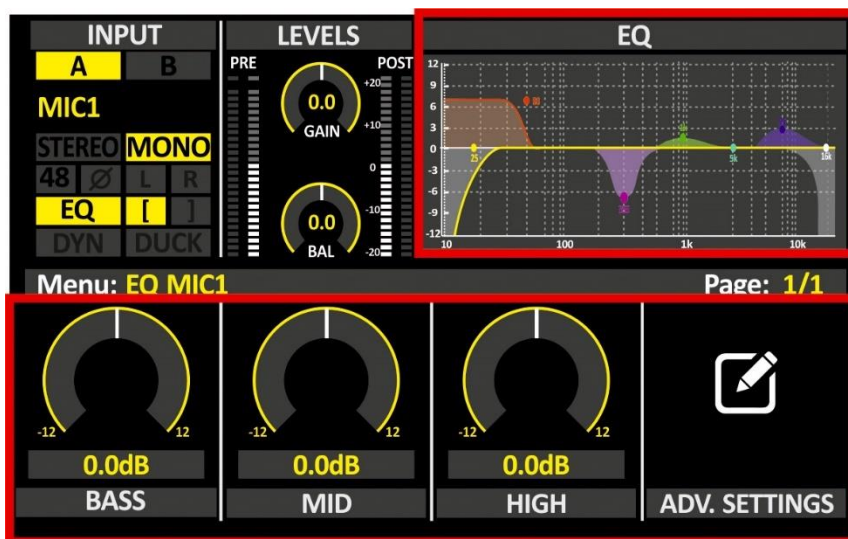 INPUT
A B
MIC1
STEREO MONO
48 Ø L R
EQ [ ]
DYN DUCK
LEVELS
PRE POST
+20
0.0
GAIN
+10
0
0.0
-10
BAL
-20
EQ
12
9
6
3
0
-3
-6
-9
-12
25
5k
16k
10 100 1k 10k
Menu: EQ MIC1 Page: 1/1
-12 12 -12 12 -12 12
0.0dB 0.0dB 0.0dB
BASS MID HIGH ADV. SETTINGS